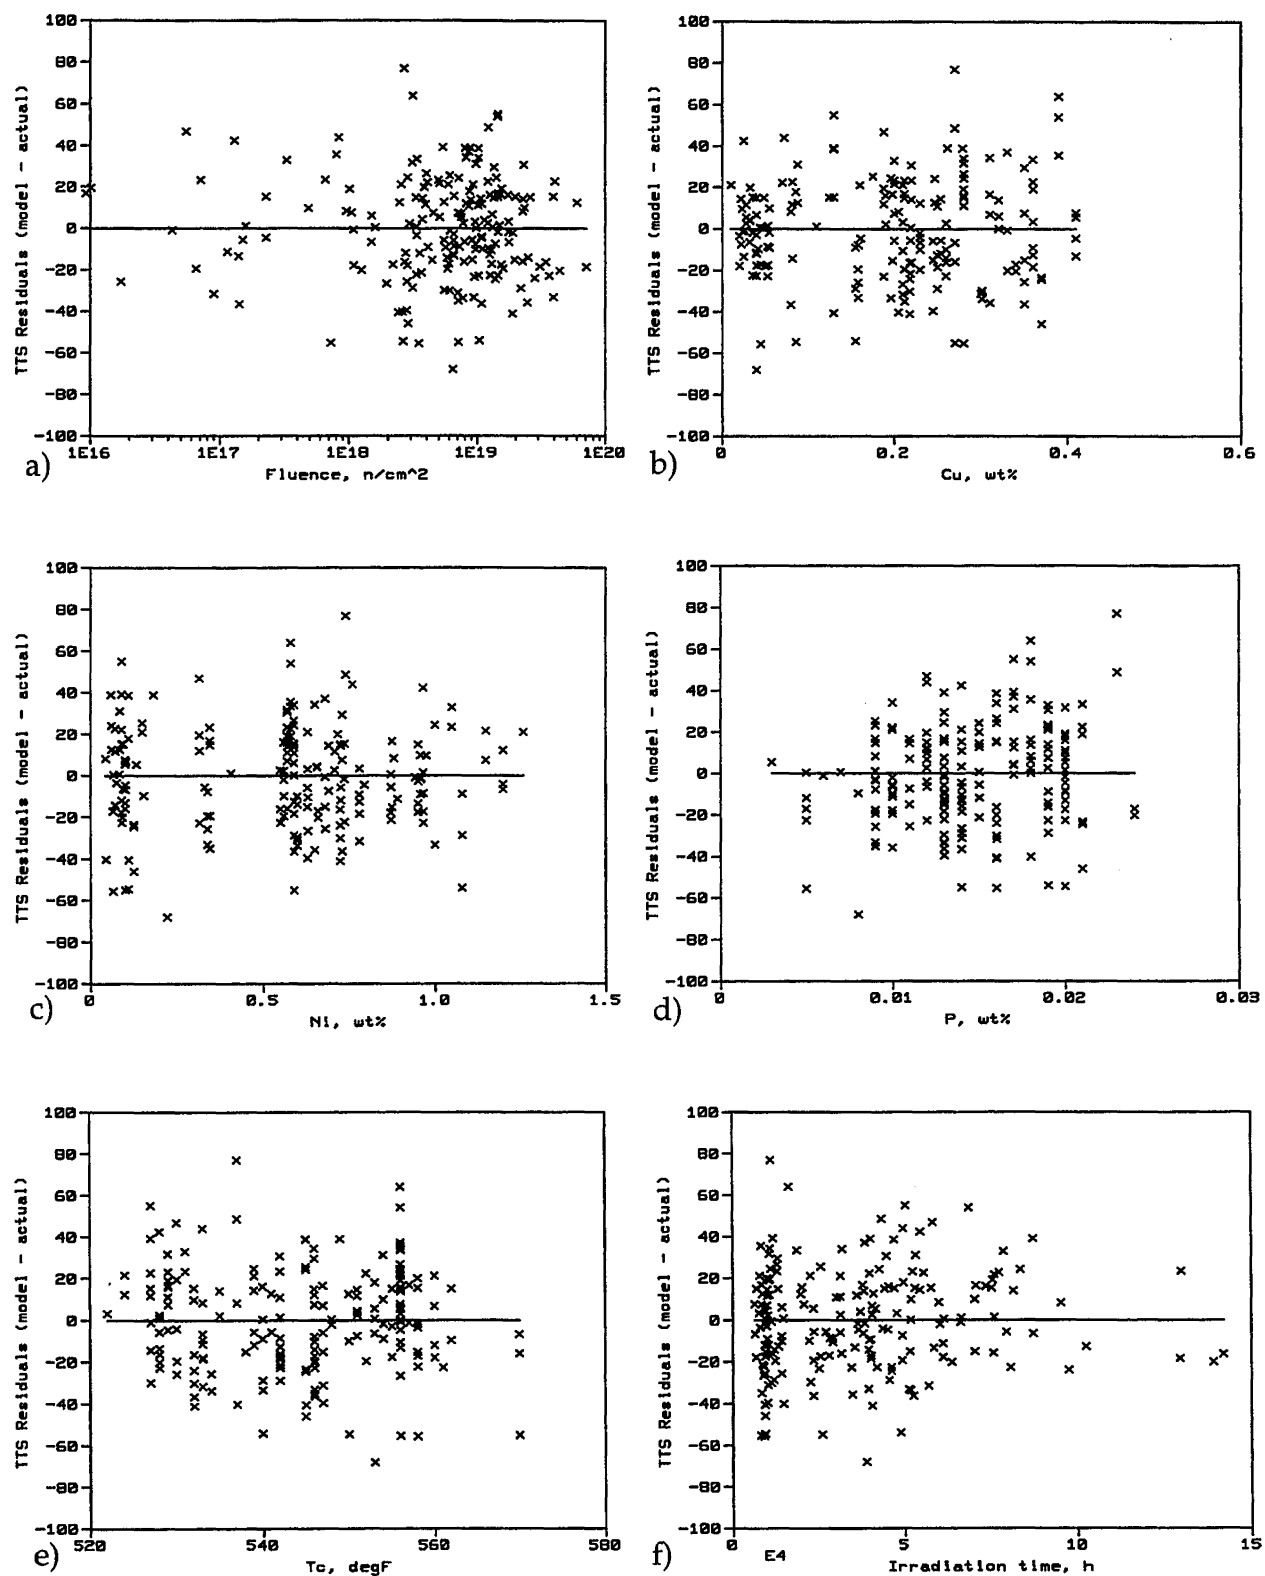 100
80
60
40
20
0
-20
-40
-60
-80
-100
TTS Residuals (model - actual)
1E16 1E17 1E18 1E19 1E20
Fluence, n/cm^2
a)
100
80
60
40
20
0
-20
-40
-60
-80
-100
TTS Residuals (model - actual)
0 0.2 0.4 0.6
Cu, wt%
b)
100
80
60
40
20
0
-20
-40
-60
-80
-100
TTS Residuals (model - actual)
0 0.5 1.0 1.5
Ni, wt%
c)
100
80
60
40
20
0
-20
-40
-60
-80
-100
TTS Residuals (model - actual)
0 0.01 0.02 0.03
P, wt%
d)
100
80
60
40
20
0
-20
-40
-60
-80
-100
TTS Residuals (model - actual)
520 540 560 580
Tc, degF
e)
100
80
60
40
20
0
-20
-40
-60
-80
-100
TTS Residuals (model - actual)
0 5 10 15
E4
Irradiation time, h
f)